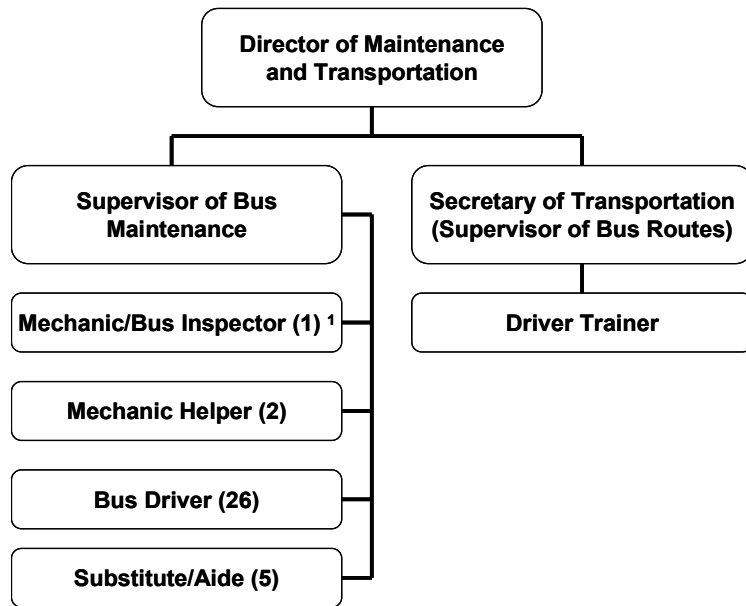 Director of Maintenance
and Transportation
Supervisor of Bus
Maintenance
Secretary of Transportation
(Supervisor of Bus Routes)
Mechanic/Bus Inspector (1) ¹
Driver Trainer
Mechanic Helper (2)
Bus Driver (26)
Substitute/Aide (5)